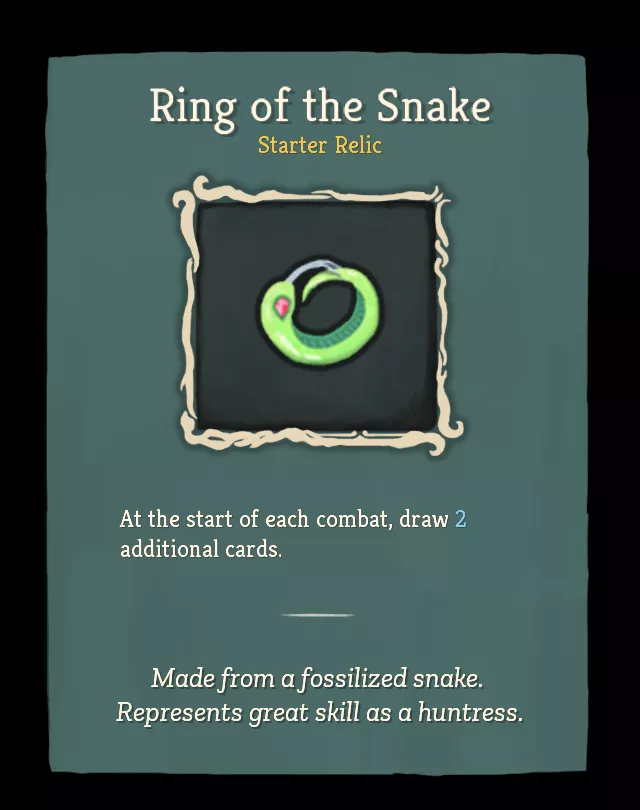 Ring of the Snake
Starter Relic
At the start of each combat, draw 2
additional cards.
Made from a fossilized snake.
Represents great skill as a huntress.